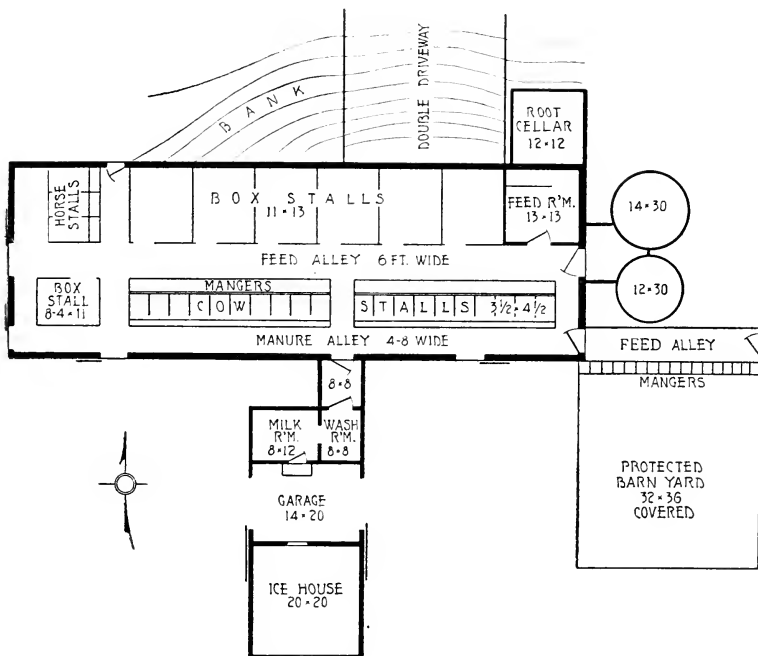 BANK
DOUBLE DRIVEWAY
ROOT
CELLAR
12×12
HORSE
STALLS
BOX STALLS
11×13
FEED R'M.
13×13
14×30
FEED ALLEY 6 FT. WIDE
12×30
BOX
STALL
8-4×11
MANGERS
COW STALLS 3½×4½
MANURE ALLEY 4-8 WIDE
FEED ALLEY
MANGERS
8×8
MILK
R'M.
8×12
WASH
R'M.
8×8
GARAGE
14×20
PROTECTED
BARN YARD
32×36
COVERED
ICE HOUSE
20×20